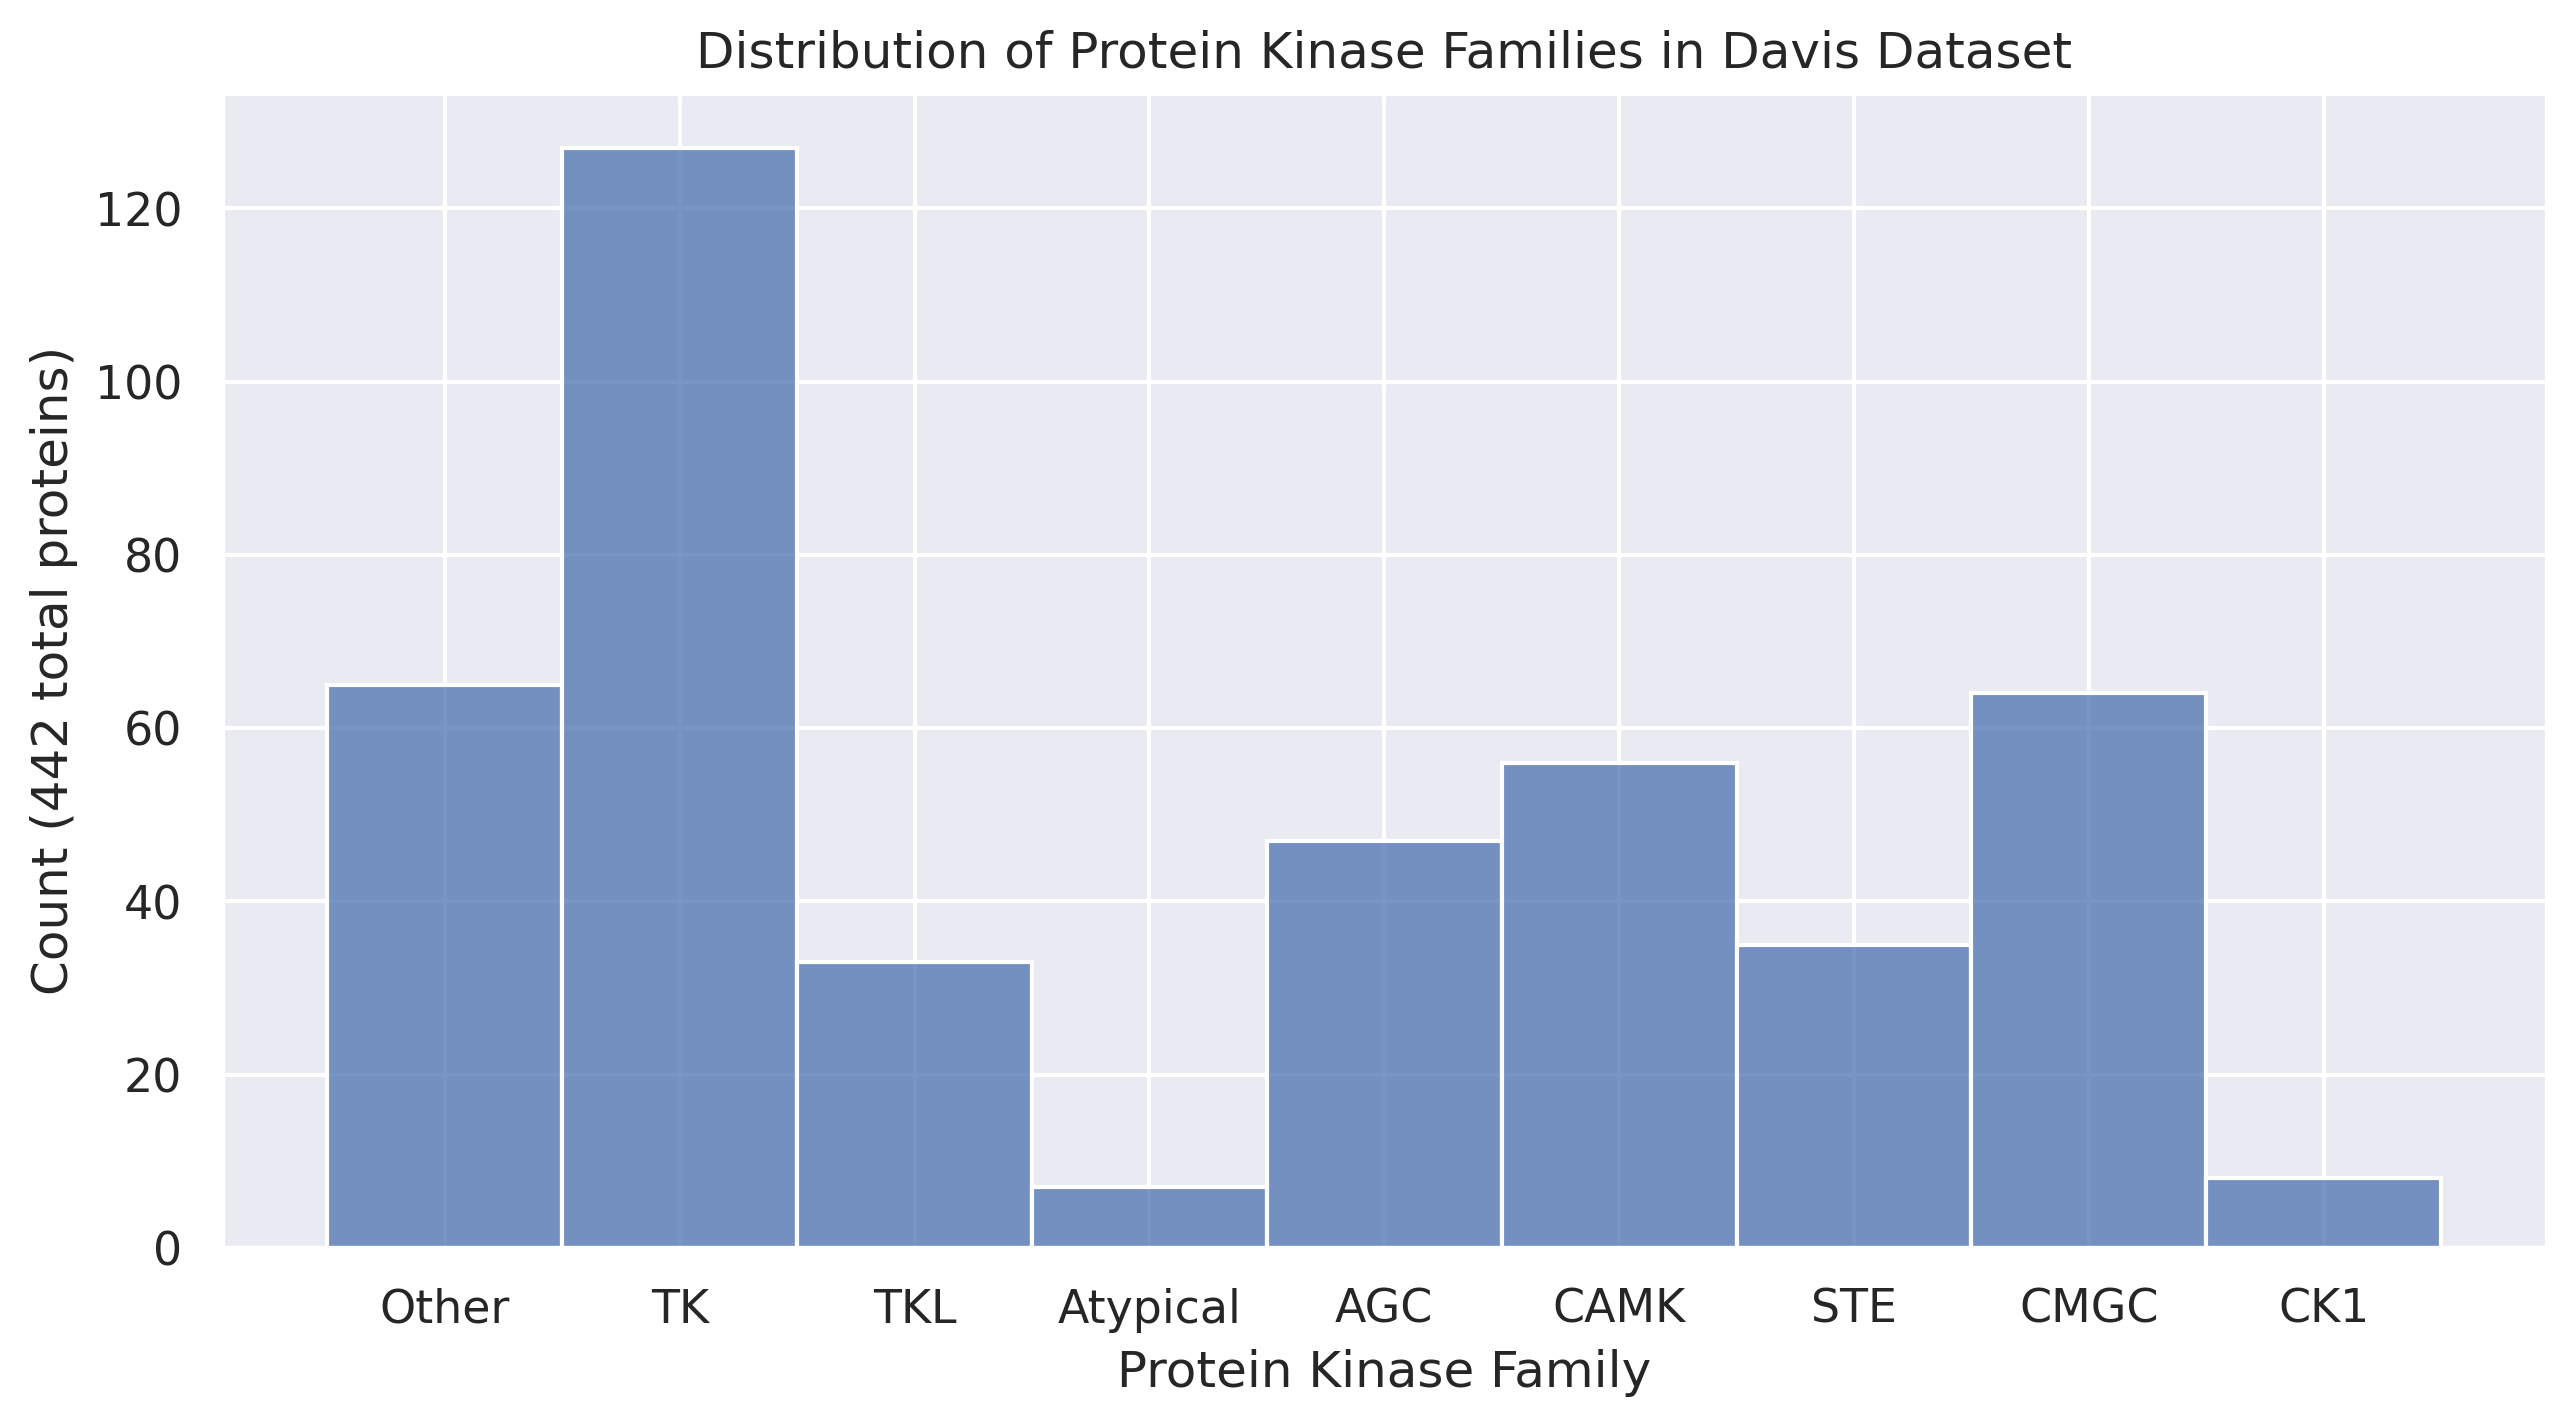 Distribution of Protein Kinase Families in Davis Dataset
Count (442 total proteins)
120
100
80
60
40
20
0
Other TK TKL Atypical AGC CAMK STE CMGC CK1
Protein Kinase Family